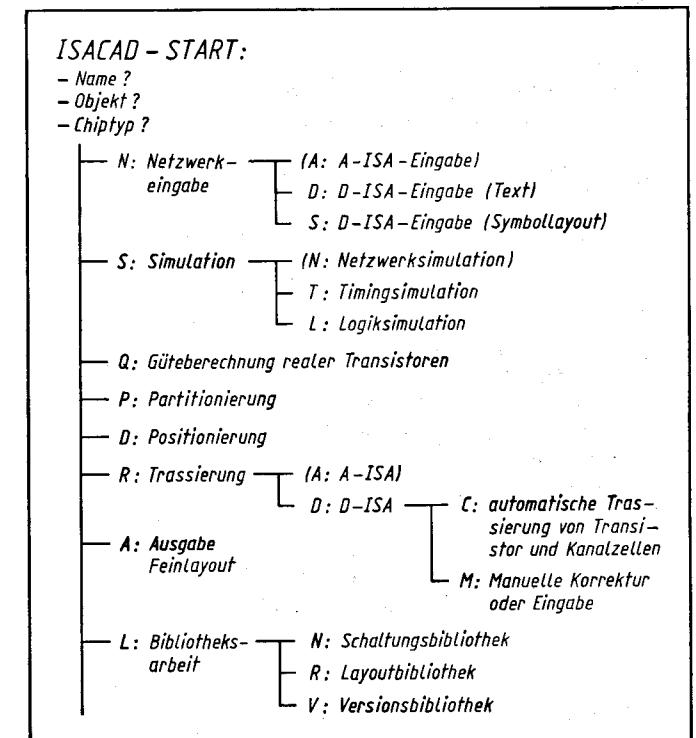 ISACAD – START:
– Name ?
– Objekt ?
– Chiptyp ?
N: Netzwerk–
eingabe
(A: A-ISA-Eingabe)
D: D-ISA-Eingabe (Text)
S: D-ISA-Eingabe (Symbollayout)
S: Simulation
(N: Netzwerksimulation)
T: Timingsimulation
L: Logiksimulation
Q: Güteberechnung realer Transistoren
P: Partitionierung
D: Positionierung
R: Trassierung
(A: A-ISA)
D: D-ISA
C: automatische Tras–
sierung von Transi–
stor und Kanalzellen
M: Manuelle Korrektur
oder Eingabe
A: Ausgabe
Feinlayout
L: Bibliotheks–
arbeit
N: Schaltungsbibliothek
R: Layoutbibliothek
V: Versionsbibliothek